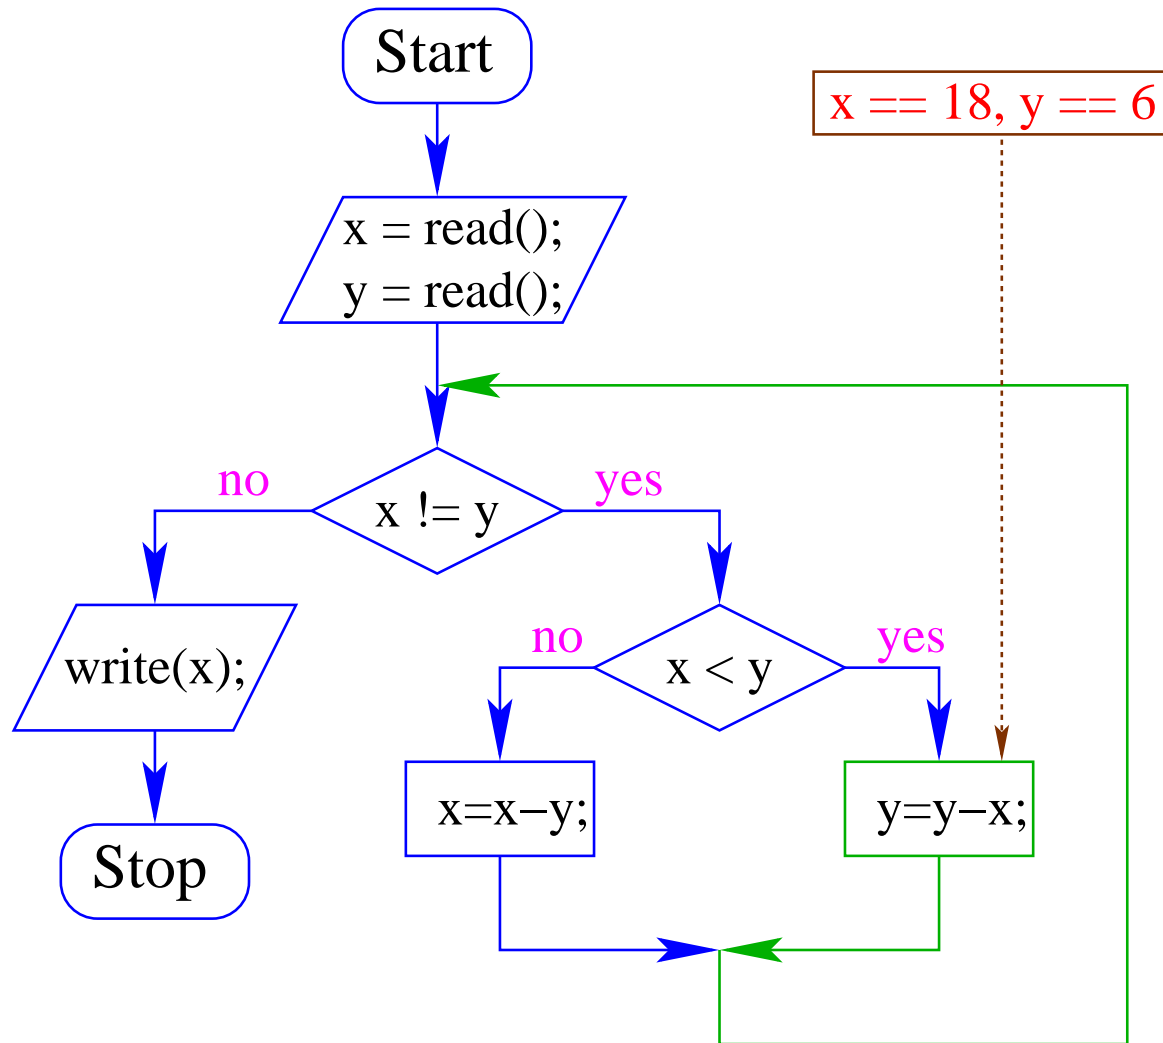 Start
x == 18, y == 6
x = read();
y = read();
no
yes
x != y
no
yes
write(x);
x < y
x=x−y;
y=y−x;
Stop